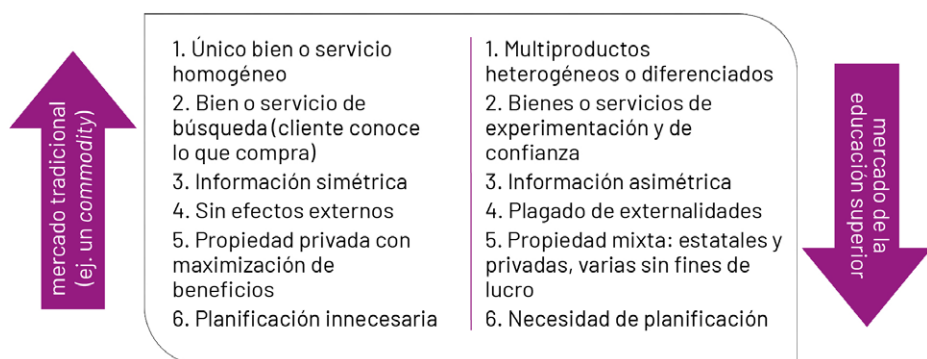 mercado tradicional
(ej. un commodity)
1. Único bien o servicio
homogéneo
2. Bien o servicio de
búsqueda (cliente conoce
lo que compra)
3. Información simétrica
4. Sin efectos externos
5. Propiedad privada con
maximización de
beneficios
6. Planificación innecesaria
1. Multiproductos
heterogéneos o diferenciados
2. Bienes o servicios de
experimentación y de
confianza
3. Información asimétrica
4. Plagado de externalidades
5. Propiedad mixta: estatales y
privadas, varias sin fines de
lucro
6. Necesidad de planificación
mercado de la
educación superior